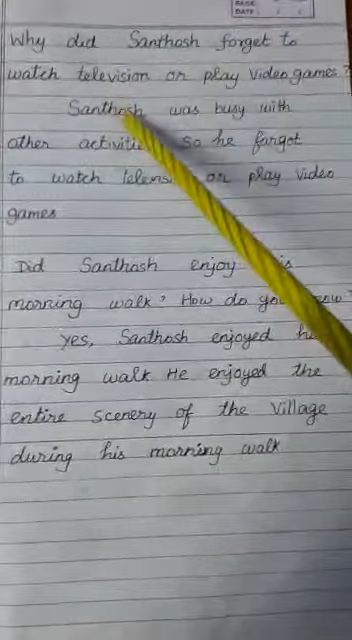 PAGE
DATE
Why did Santhosh forget to
watch television or play video games?
Santhosh was busy with
other so he forgot
to watch or play video
games
Did Santhosh enjoy
morning walk? How do
yes, Santhosh enjoyed
morning walk He enjoyed the
entire scenery of the Village
during his morning walk